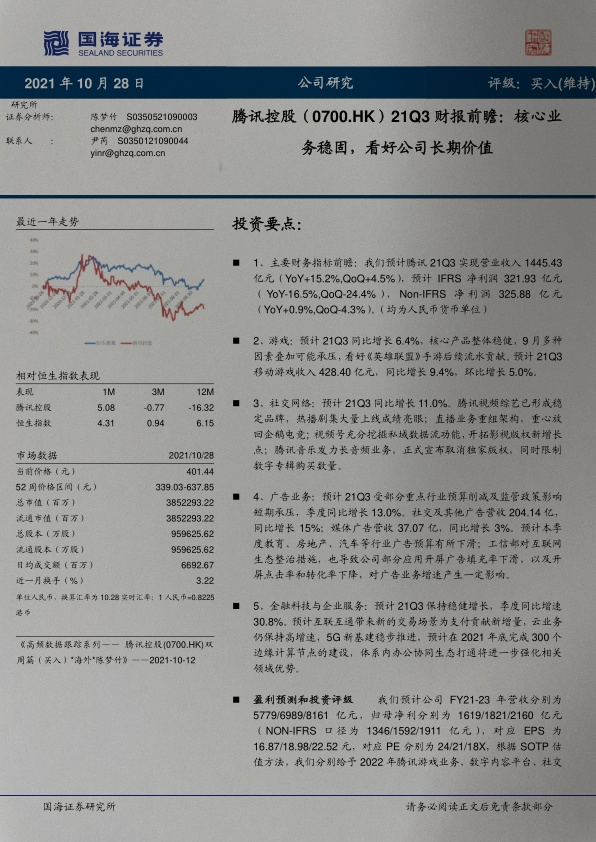 国海证券
SEALAND SECURITIES
2021 年 10 月 28 日
公司研究
评级：买入(维持)
研究所
证券分析师：
陈梦竹 S0350521090003
chenmz@ghzq.com.cn
联系人 ：
尹芮 S0350121090044
yinr@ghzq.com.cn
腾讯控股（0700.HK）21Q3 财报前瞻：核心业
务稳固，看好公司长期价值
最近一年走势
相对恒生指数表现
表现 1M 3M 12M
腾讯控股 5.08 -0.77 -16.32
恒生指数 4.31 0.94 6.15
市场数据 2021/10/28
当前价格（元） 401.44
52 周价格区间（元） 339.03-637.85
总市值（百万） 3852293.22
流通市值（百万） 3852293.22
总股本（万股） 959625.62
流通股本（万股） 959625.62
日均成交额（百万） 6692.67
近一月换手（%） 3.22
单位人民币，换算汇率为 10.28 实时汇率：1 人民币=0.8225
港币
《高频数据跟踪系列—— 腾讯控股(0700.HK)双
周篇（买入）*海外*陈梦竹》——2021-10-12
投资要点：
■ 1、主要财务指标前瞻：我们预计腾讯 21Q3 实现营业收入 1445.43
亿元（YoY+15.2%,QoQ+4.5%），预计 IFRS 净利润 321.93 亿元
（YoY-16.5%,QoQ-24.4%），Non-IFRS 净利润 325.88 亿元
（YoY+0.9%,QoQ-4.3%）。（均为人民币货币单位）
■ 2、游戏：预计 21Q3 同比增长 6.4%，核心产品整体稳健，9 月多种
因素叠加可能承压，看好《英雄联盟》手游后续流水贡献。预计 21Q3
移动游戏收入 428.40 亿元，同比增长 9.4%，环比增长 5.0%。
■ 3、社交网络：预计 21Q3 同比增长 11.0%。腾讯视频综艺已形成稳
定品牌，热播剧集大量上线成绩亮眼；直播业务重组架构，重心放
回企鹅电竞；视频号充分挖掘私域数据流功能，开拓影视版权新增长
点；腾讯音乐发力长音频业务，正式宣布取消独家版权，同时限制
数字专辑购买数量。
■ 4、广告业务：预计 21Q3 受部分重点行业预算削减及监管政策影响
短期承压，季度同比增长 13.0%。社交及其他广告营收 204.14 亿，
同比增长 15%；媒体广告营收 37.07 亿，同比增长 3%。预计本季
度教育、房地产、汽车等行业广告预算有所下滑；工信部对互联网
生态整治措施，也导致公司部分应用开屏广告填充率下滑，以及开
屏点击率和转化率下降，对广告业务增速产生一定影响。
■ 5、金融科技与企业服务：预计 21Q3 保持稳健增长，季度同比增速
30.8%。预计互联互通带来新的交易场景为支付贡献新增量，云业务
仍保持高增速，5G 新基建稳步推进，预计在 2021 年底完成 300 个
边缘计算节点的建设，体系内办公协同生态打通将进一步强化相关
领域优势。
■ 盈利预测和投资评级 我们预计公司 FY21-23 年营收分别为
5779/6989/8161 亿元，归母净利分别为 1619/1821/2160 亿元
（NON-IFRS 口径为 1346/1592/1911 亿元），对应 EPS 为
16.87/18.98/22.52 元，对应 PE 分别为 24/21/18X，根据 SOTP 估
值方法，我们分别给予 2022 年腾讯游戏业务、数字内容平台、社交
国海证券研究所
请务必阅读正文后免责条款部分